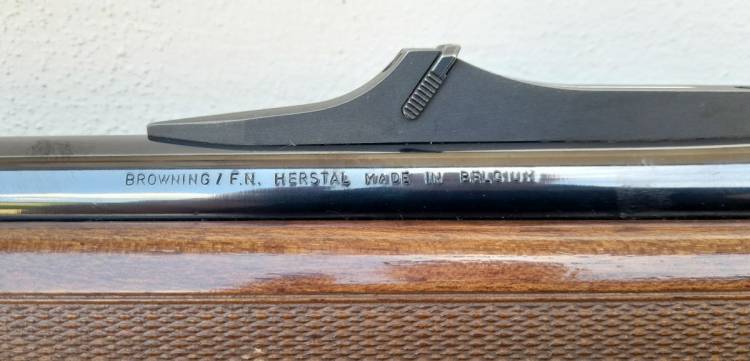 BROWNING / F.N. HERSTAL MADE IN BELGIUM